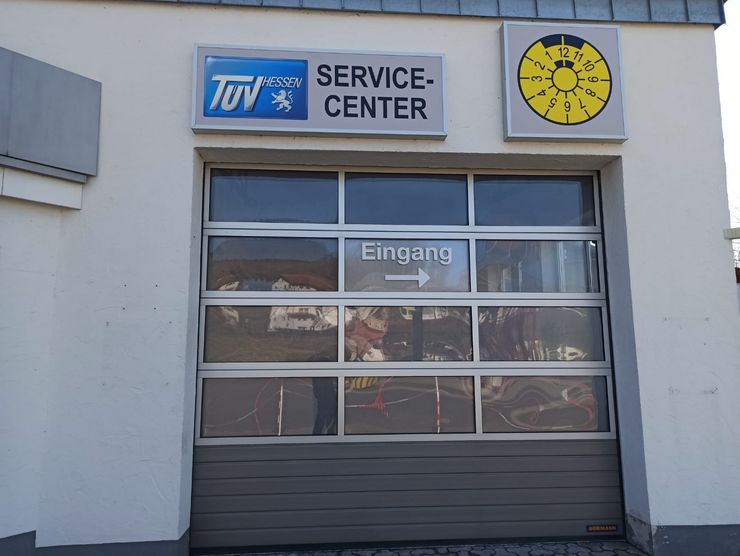 TÜV HESSEN
SERVICE-
CENTER
1 12 11
2 10
3 9
4 8
5 6 7
Eingang
→
HÖRMANN